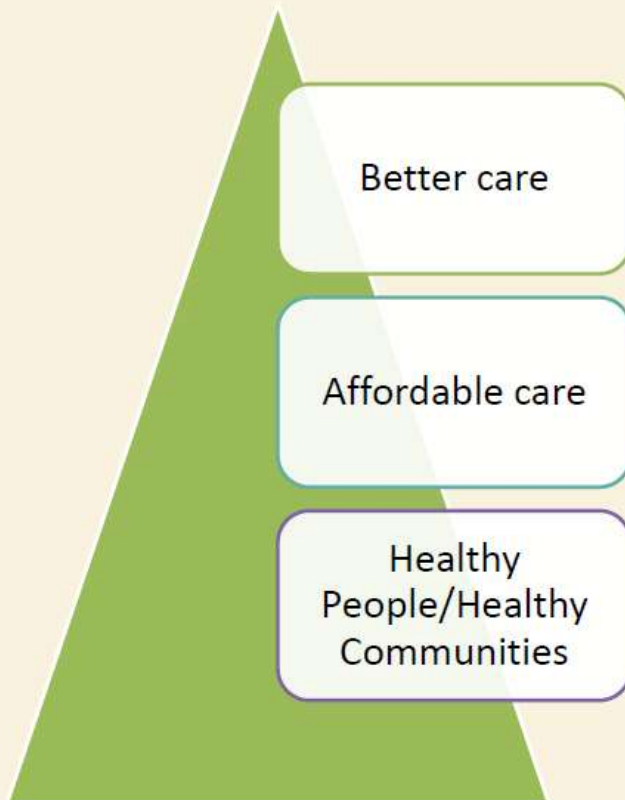 Better care
Affordable care
Healthy
People/Healthy
Communities